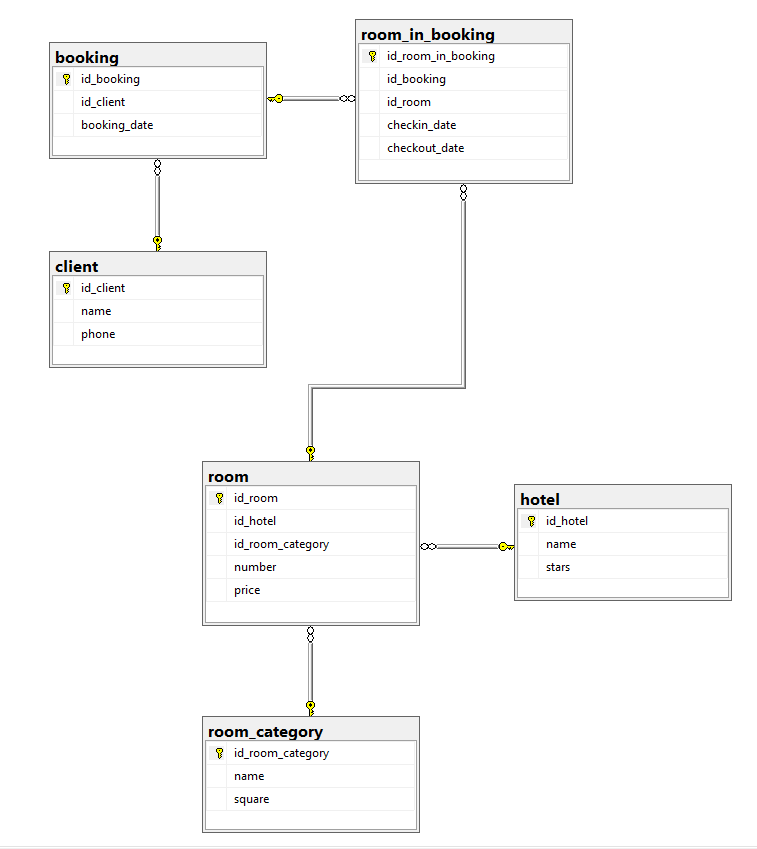 booking
id_booking
id_client
booking_date
room_in_booking
id_room_in_booking
id_booking
id_room
checkin_date
checkout_date
client
id_client
name
phone
room
id_room
id_hotel
id_room_category
number
price
hotel
id_hotel
name
stars
room_category
id_room_category
name
square